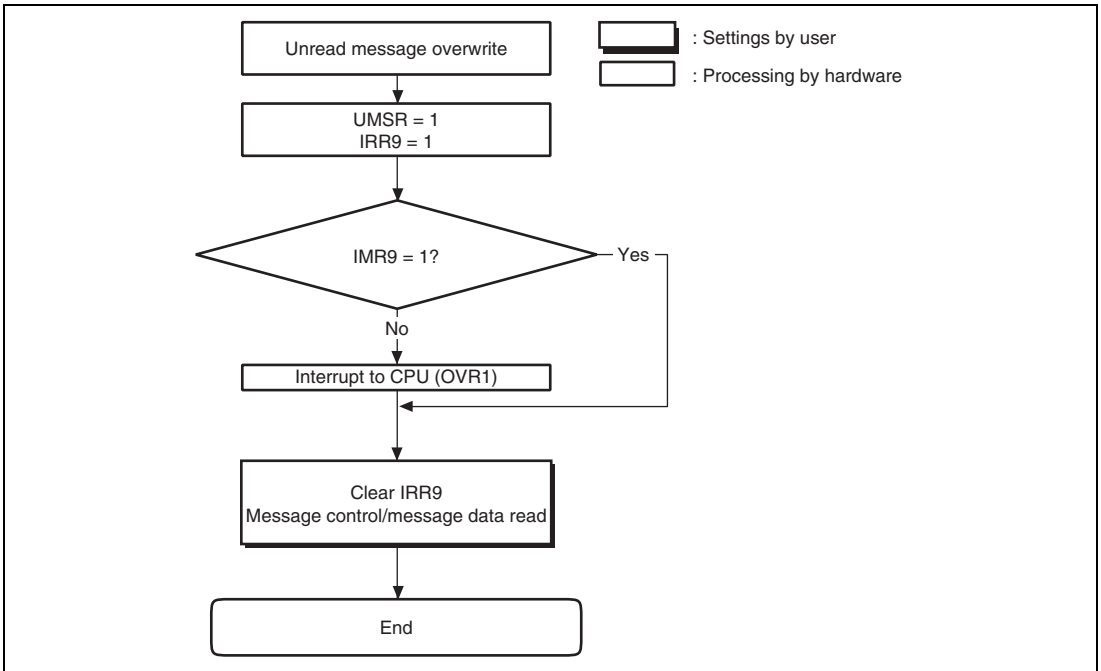 Unread message overwrite
: Settings by user
: Processing by hardware
UMSR = 1
IRR9 = 1
IMR9 = 1?
Yes
No
Interrupt to CPU (OVR1)
Clear IRR9
Message control/message data read
End